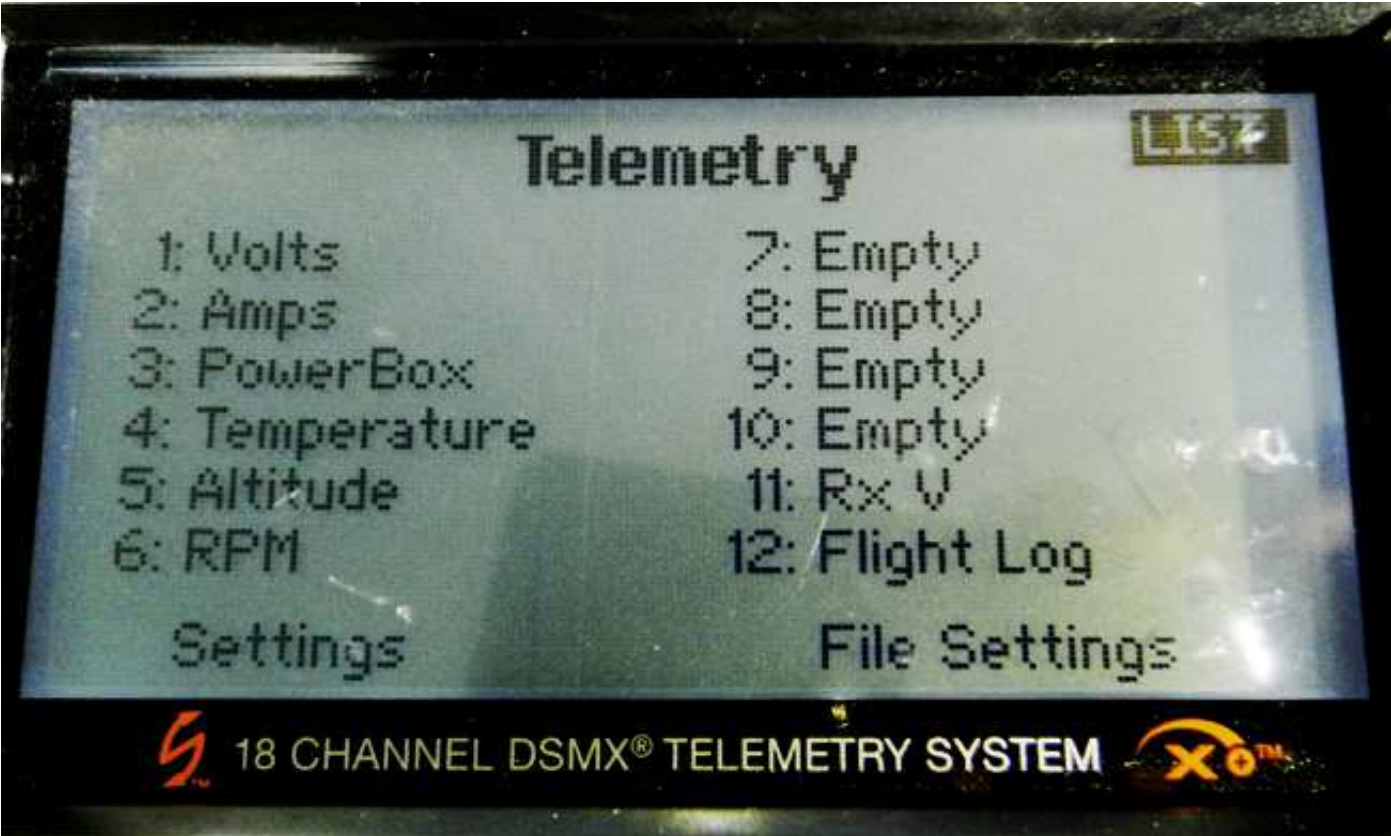 Telemetry
LIST
1: Volts
2: Amps
3: PowerBox
4: Temperature
5: Altitude
6: RPM
7: Empty
8: Empty
9: Empty
10: Empty
11: Rx V
12: Flight Log
Settings
File Settings
18 CHANNEL DSMX® TELEMETRY SYSTEM
X+™